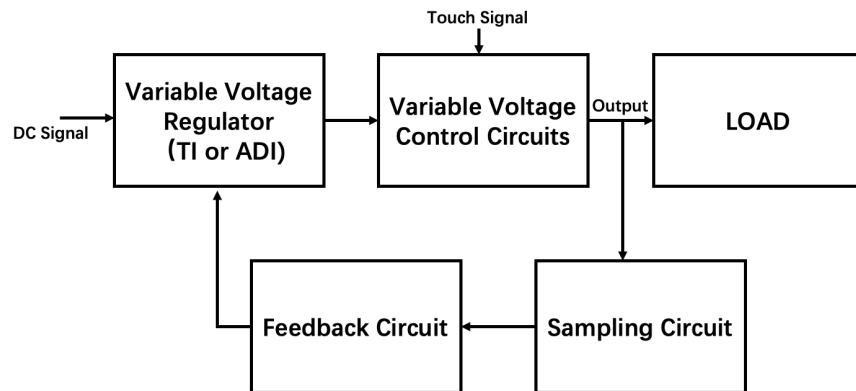 Touch Signal
DC Signal
Variable Voltage
Regulator
(TI or ADI)
Variable Voltage
Control Circuits
Output
LOAD
Feedback Circuit
Sampling Circuit